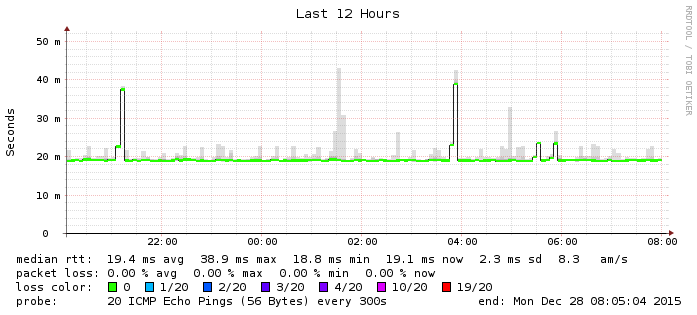 Last 12 Hours
RRDTOOL / TOBI OETIKER
Seconds
50 m
40 m
30 m
20 m
10 m
0
22:00 00:00 02:00 04:00 06:00 08:00
median rtt: 19.4 ms avg 38.9 ms max 18.8 ms min 19.1 ms now 2.3 ms sd 8.3 am/s
packet loss: 0.00 % avg 0.00 % max 0.00 % min 0.00 % now
loss color: 0 1/20 2/20 3/20 4/20 10/20 19/20
probe: 20 ICMP Echo Pings (56 Bytes) every 300s end: Mon Dec 28 08:05:04 2015